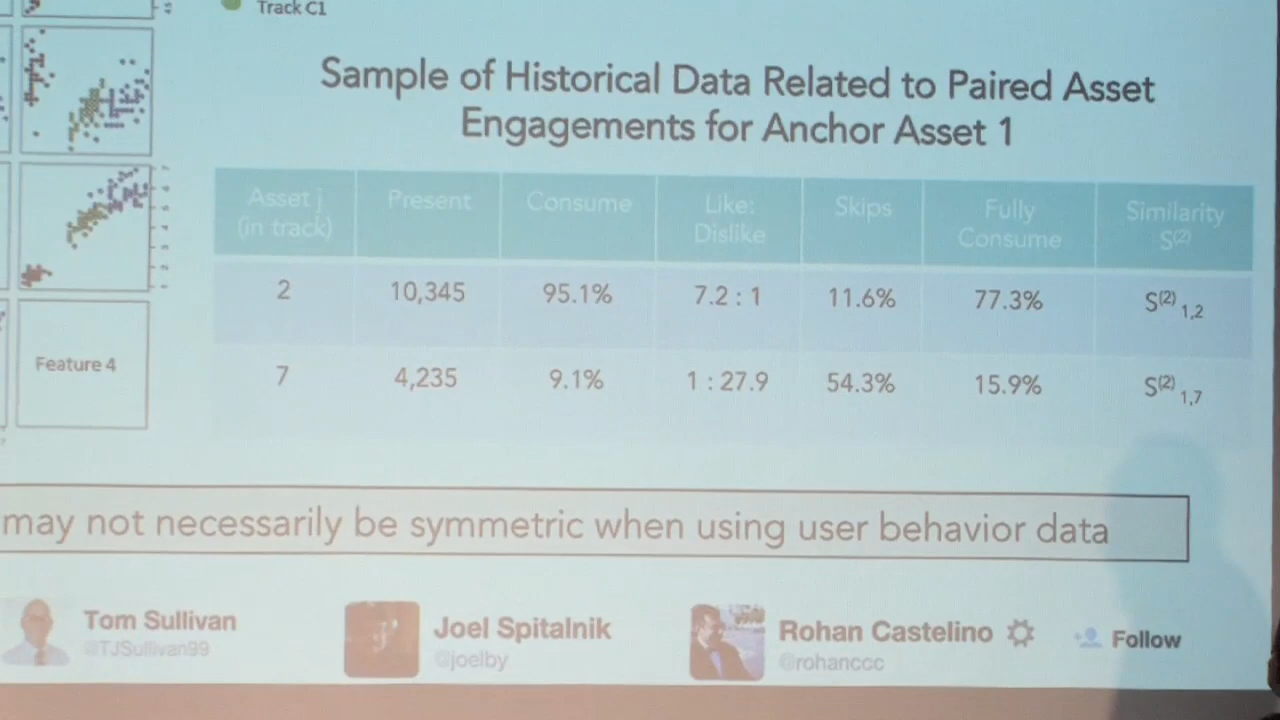 Track C1
Sample of Historical Data Related to Paired Asset
Engagements for Anchor Asset 1
Asset j (in track) Present Consume Like: Dislike Skips Fully Consume Similarity S(2)
2 10,345 95.1% 7.2 : 1 11.6% 77.3% S(2) 1,2
7 4,235 9.1% 1 : 27.9 54.3% 15.9% S(2) 1,7
Feature 4
may not necessarily be symmetric when using user behavior data
Tom Sullivan
@TJSullivan99
Joel Spitalnik
@joelby
Rohan Castelino
@rohanccc
Follow